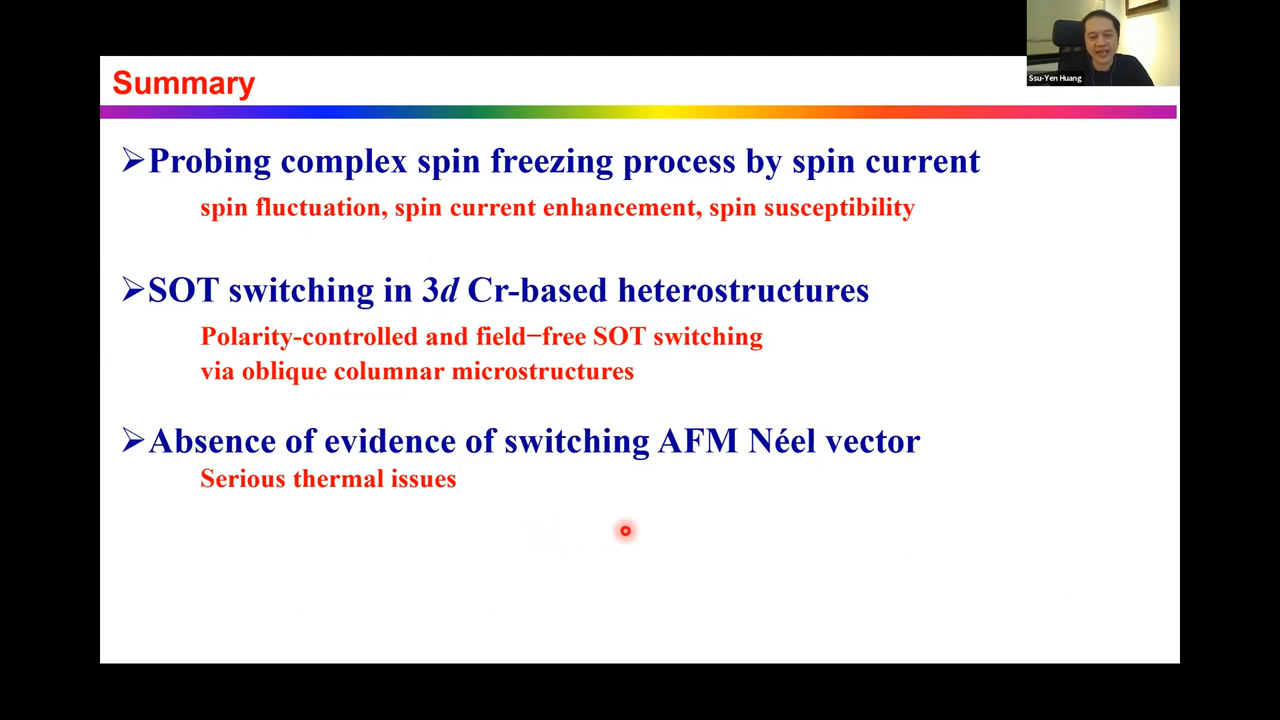 Summary
Ssu-Yen Huang
➢Probing complex spin freezing process by spin current
spin fluctuation, spin current enhancement, spin susceptibility
➢SOT switching in 3d Cr-based heterostructures
Polarity-controlled and field−free SOT switching
via oblique columnar microstructures
➢Absence of evidence of switching AFM Néel vector
Serious thermal issues